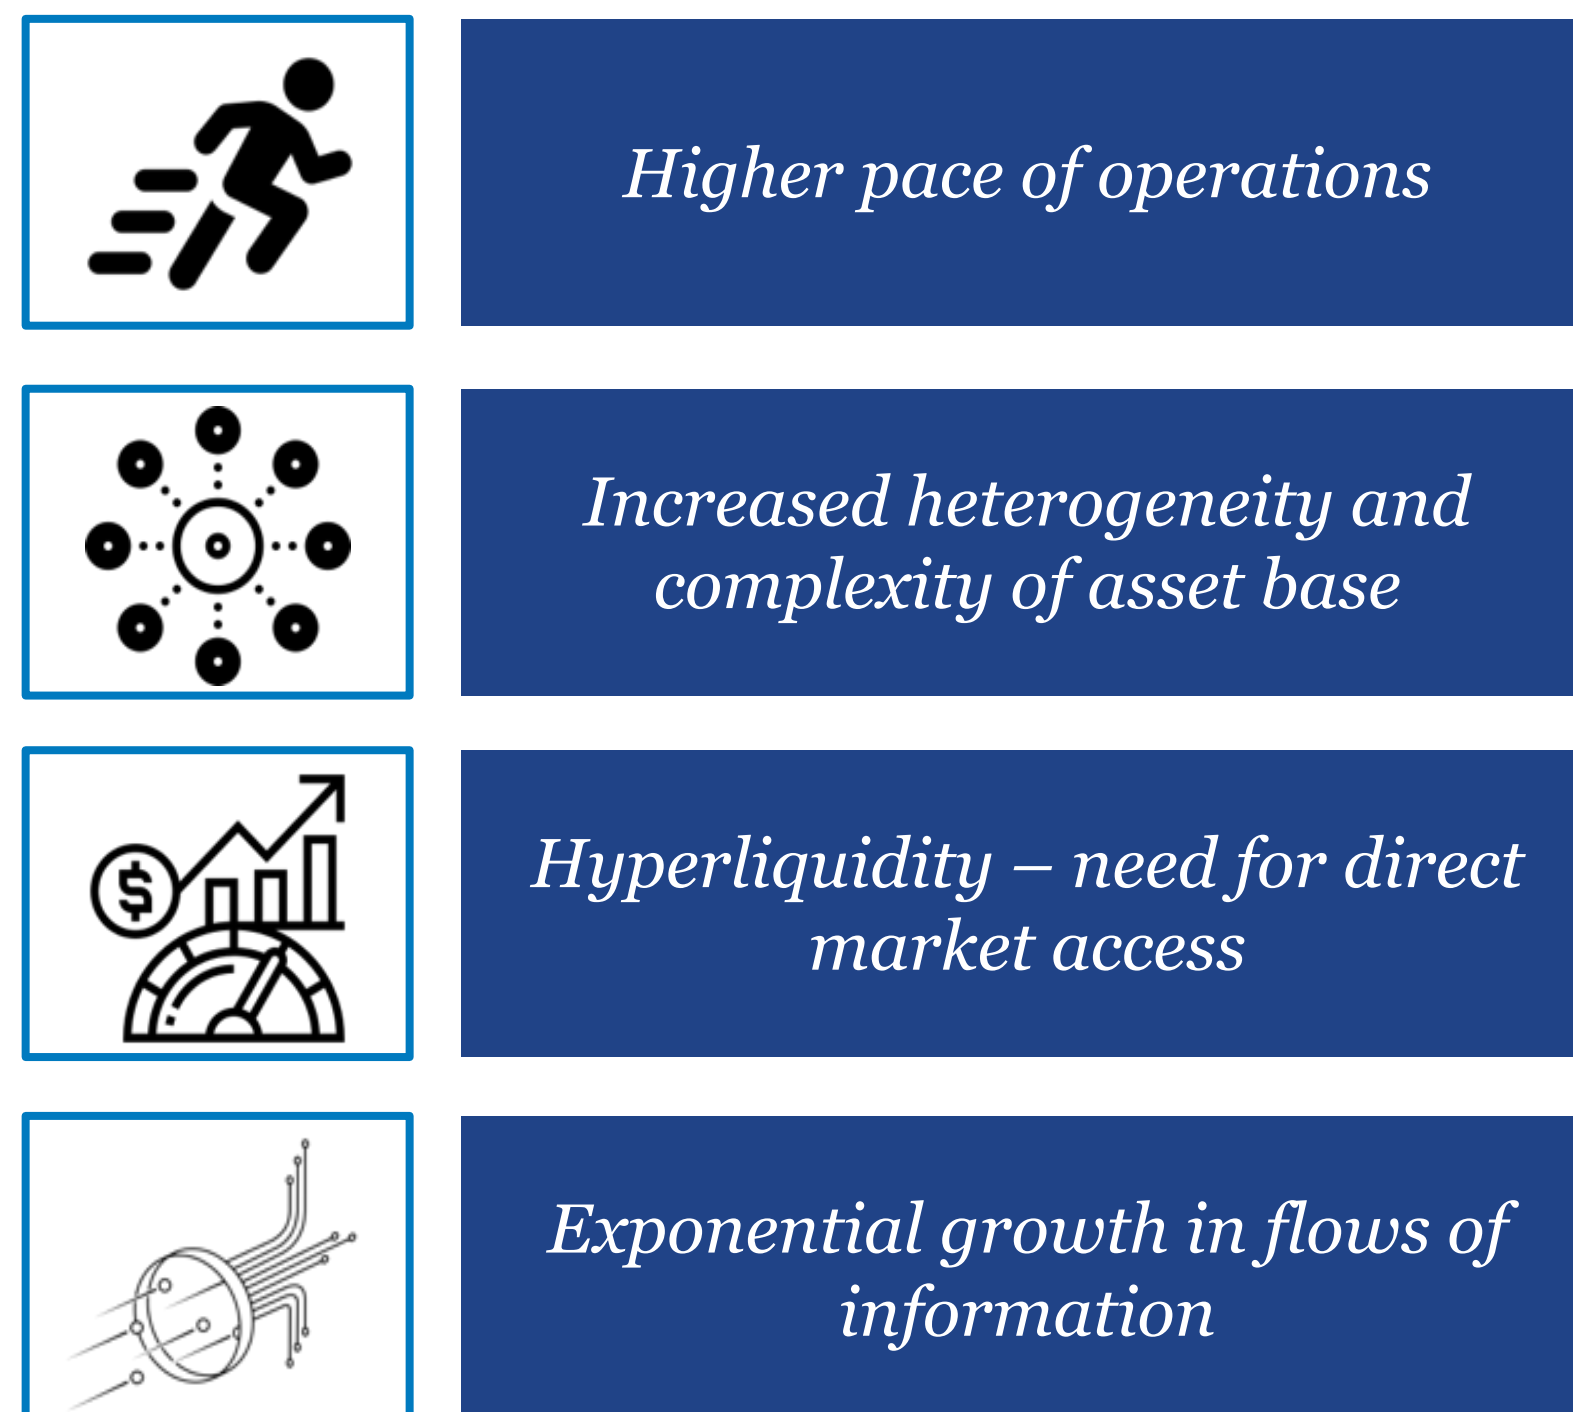 Higher pace of operations
Increased heterogeneity and
complexity of asset base
Hyperliquidity – need for direct
market access
$
Exponential growth in flows of
information